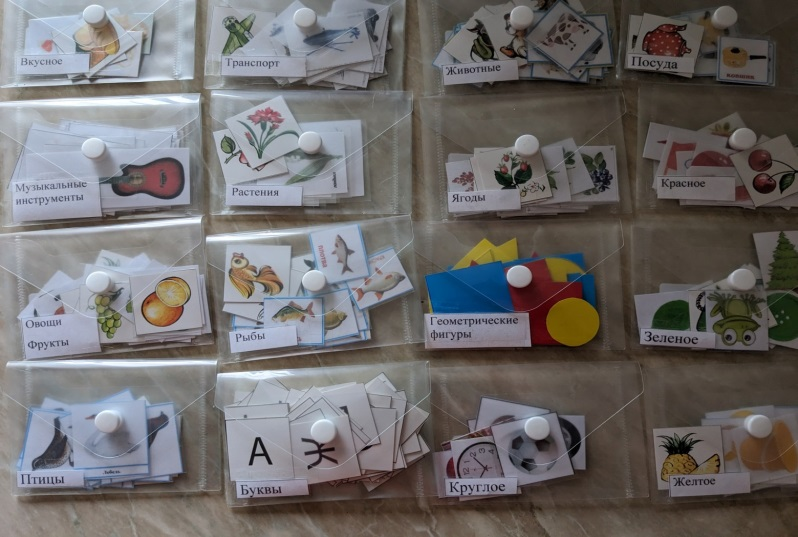 Вкусное
Транспорт
Животные
Посуда
Музыкальные
инструменты
Растения
Ягоды
Красное
Овощи
Фрукты
Рыбы
Геометрические
фигуры
Зеленое
Птицы
А
Ж
Буквы
Круглое
Желтое